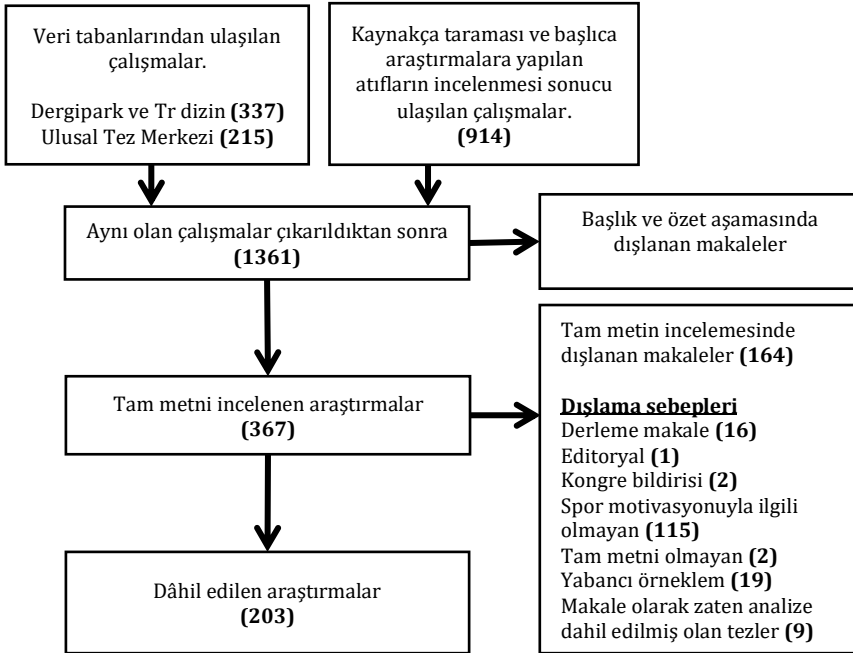 Veri tabanlarından ulaşılan
çalışmalar.
Dergipark ve Tr dizin (337)
Ulusal Tez Merkezi (215)
Kaynakça taraması ve başlıca
araştırmalara yapılan
atıfların incelenmesi sonucu
ulaşılan çalışmalar.
(914)
Aynı olan çalışmalar çıkarıldıktan sonra
(1361)
Başlık ve özet aşamasında
dışlanan makaleler
Tam metni incelenen araştırmalar
(367)
Tam metin incelemesinde
dışlanan makaleler (164)
Dışlama sebepleri
Derleme makale (16)
Editoryal (1)
Kongre bildirisi (2)
Spor motivasyonuyla ilgili
olmayan (115)
Tam metni olmayan (2)
Yabancı örneklem (19)
Makale olarak zaten analize
dahil edilmiş olan tezler (9)
Dâhil edilen araştırmalar
(203)